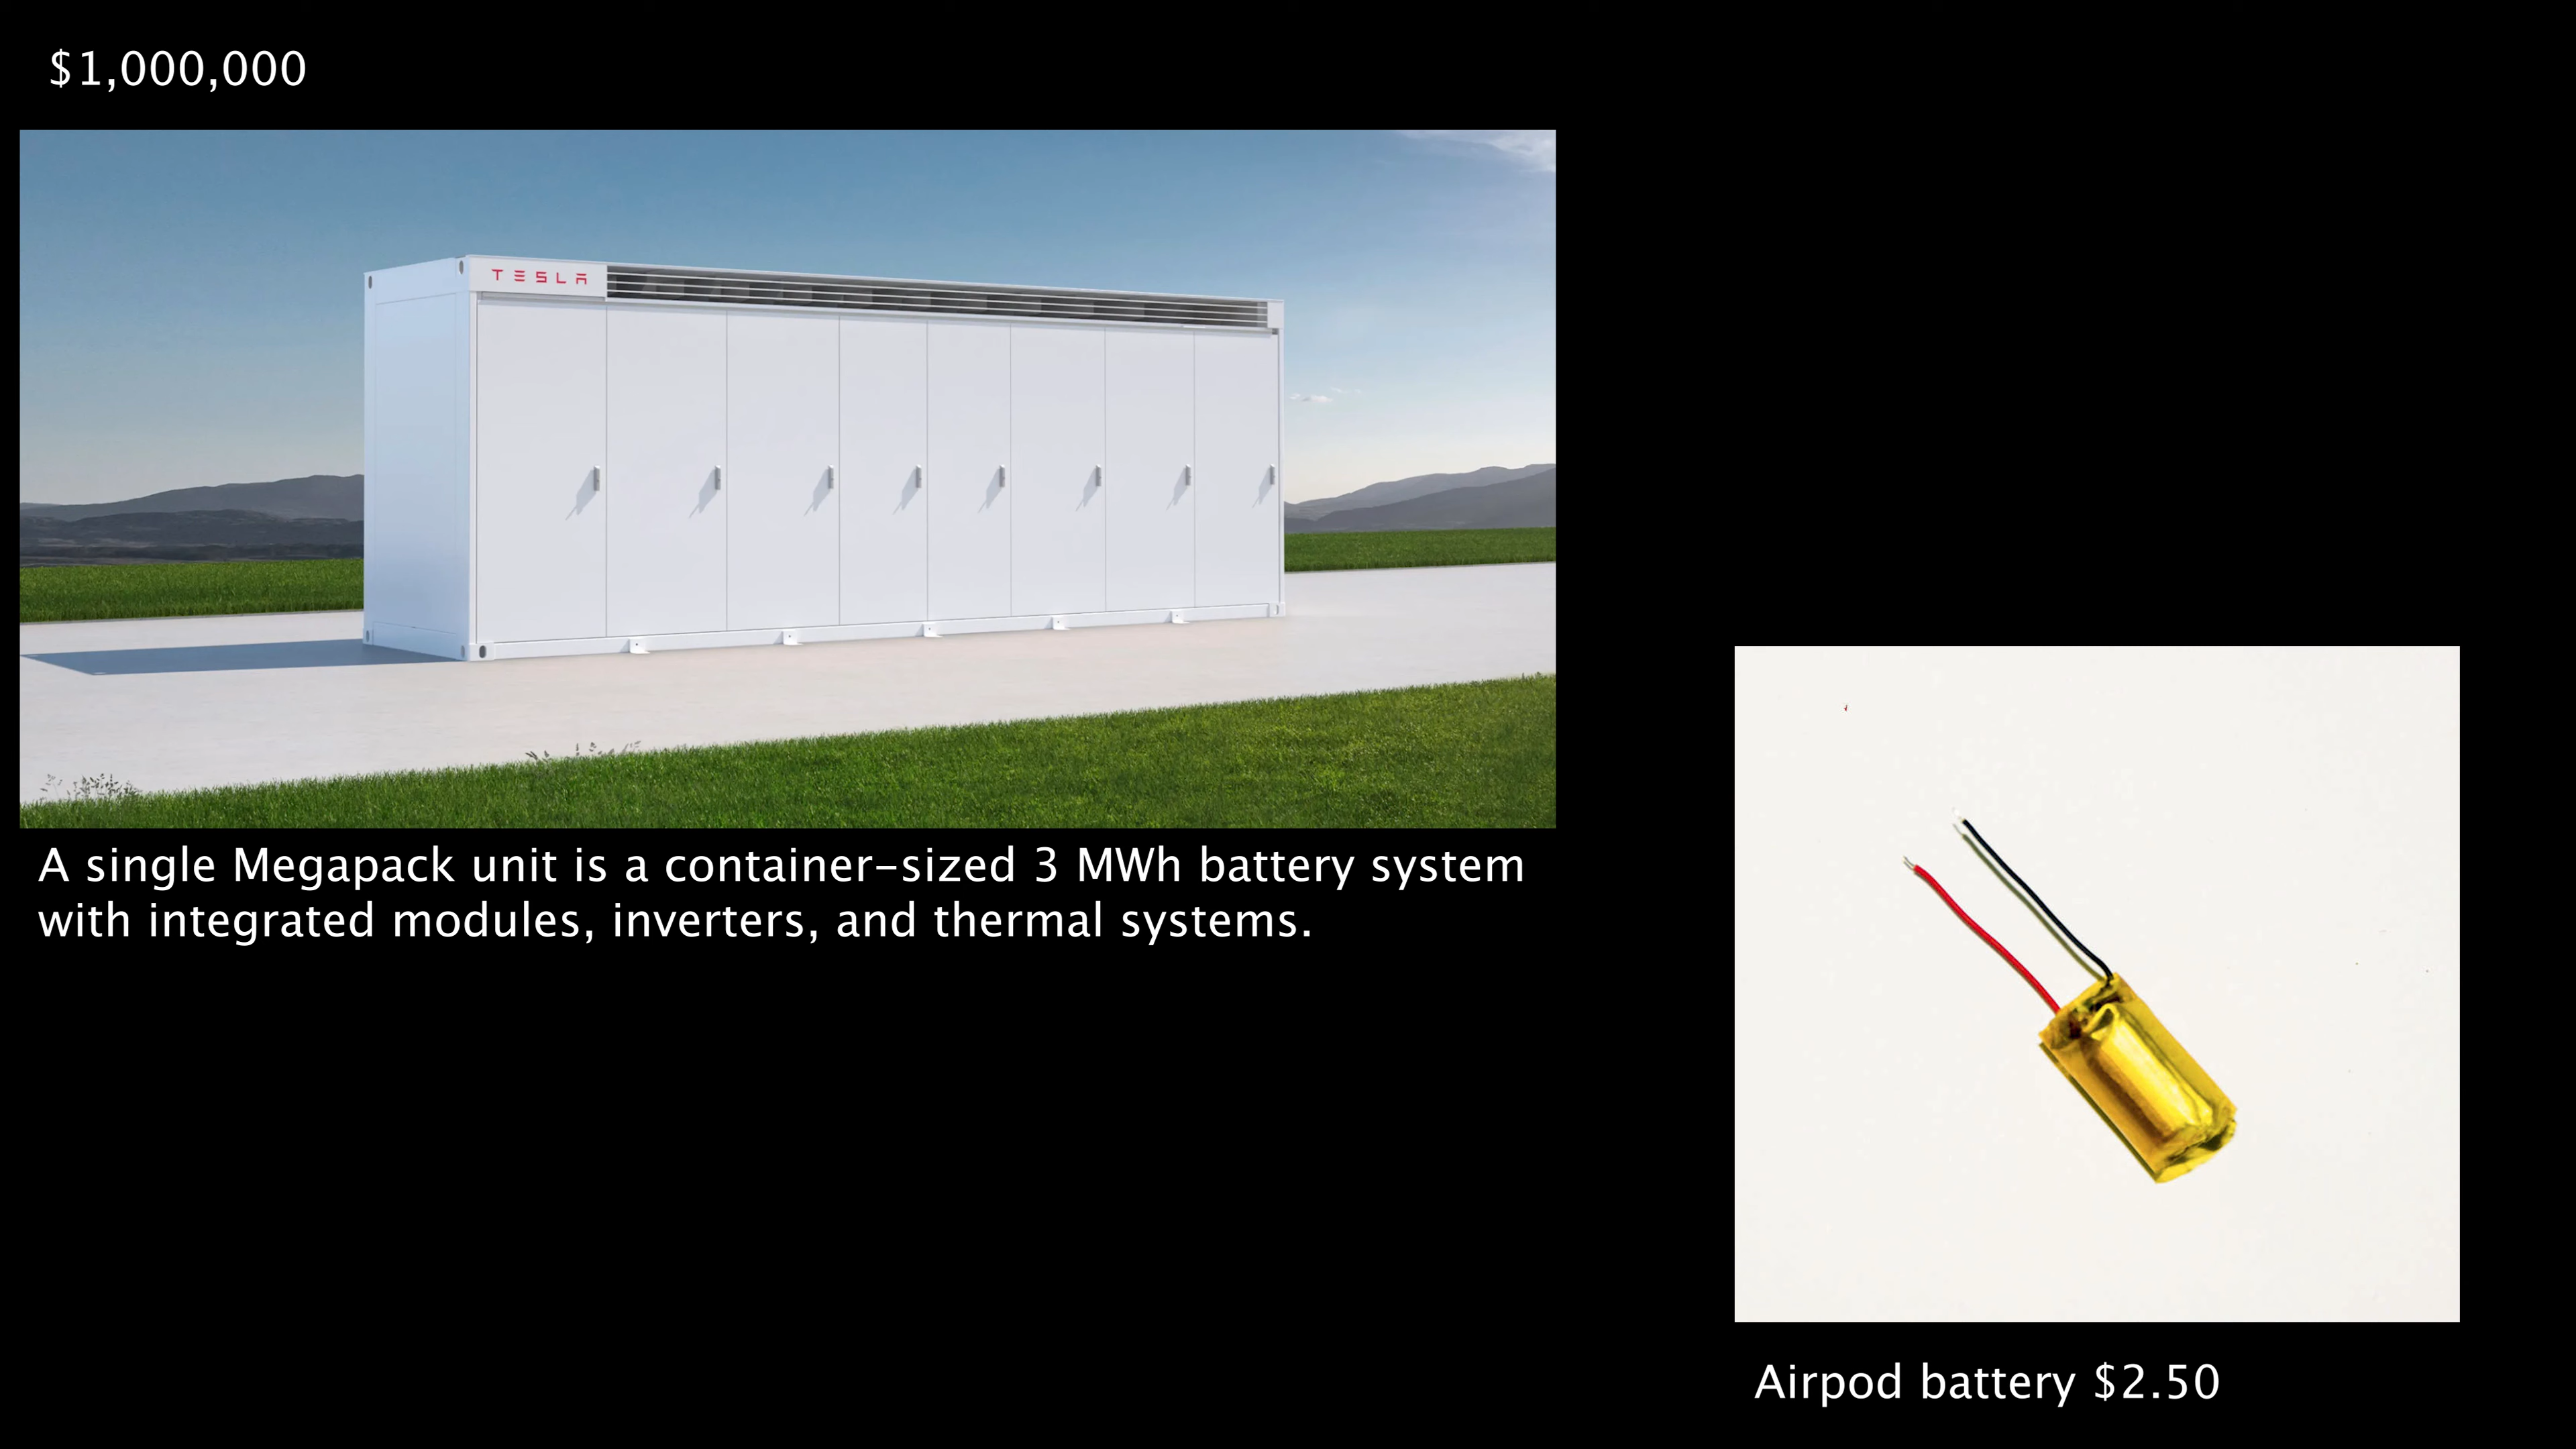 $1,000,000
TESLA
A single Megapack unit is a container-sized 3 MWh battery system
with integrated modules, inverters, and thermal systems.
Airpod battery $2.50